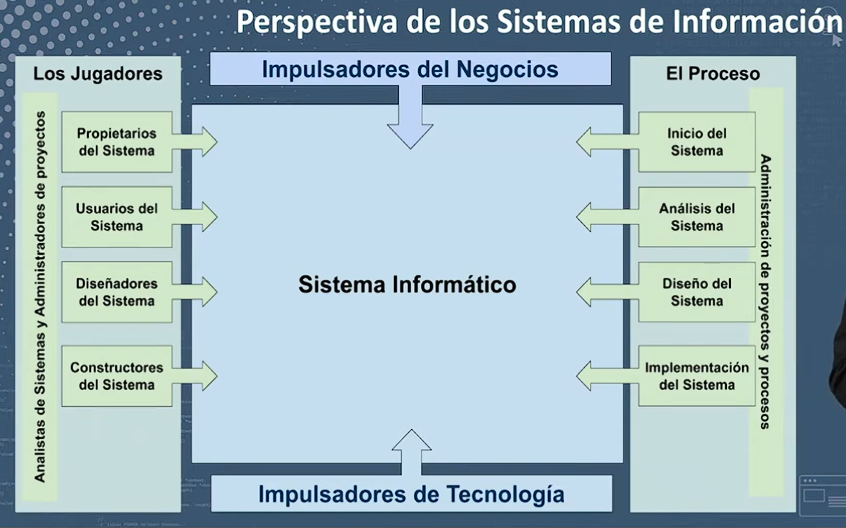 Perspectiva de los Sistemas de Información
Los Jugadores
Analistas de Sistemas y Administradores de proyectos
Propietarios
del Sistema
Usuarios del
Sistema
Diseñadores
del Sistema
Constructores
del Sistema
Impulsadores del Negocios
Sistema Informático
Impulsadores de Tecnología
El Proceso
Inicio del
Sistema
Análisis del
Sistema
Diseño del
Sistema
Implementación
del Sistema
Administración de proyectos y procesos